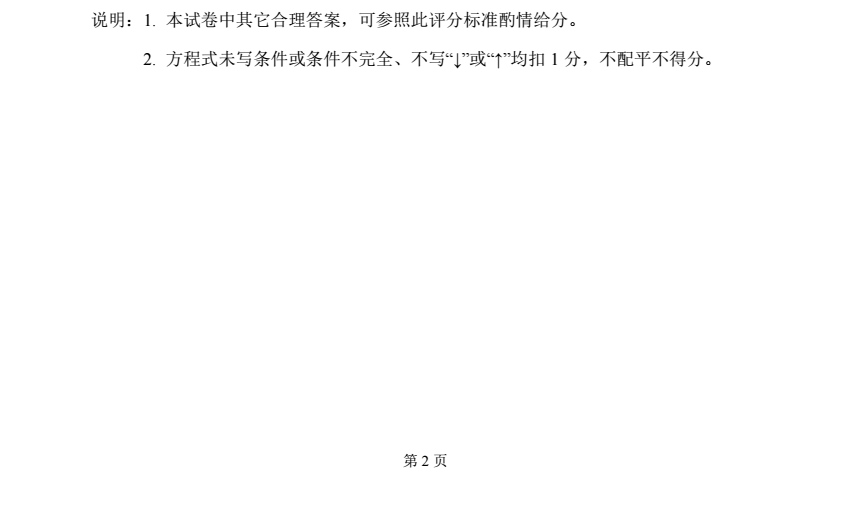 说明：1. 本试卷中其它合理答案，可参照此评分标准酌情给分。
2. 方程式未写条件或条件不完全、不写“↓”或“↑”均扣 1 分，不配平不得分。
第 2 页